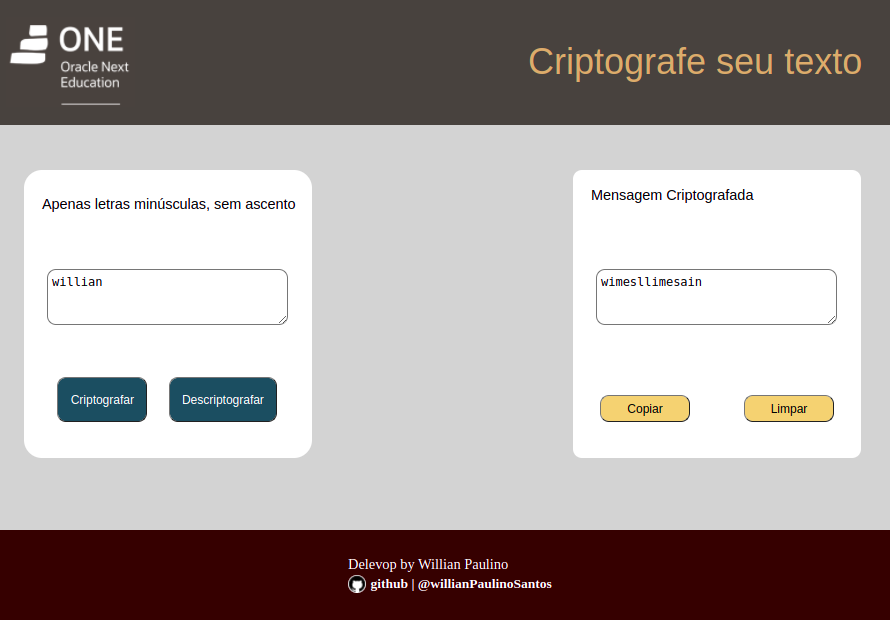 ONE
Oracle Next
Education
Criptografe seu texto
Apenas letras minúsculas, sem ascento
willian
Criptografar
Descriptografar
Mensagem Criptografada
wimesllimesain
Copiar
Limpar
Delevop by Willian Paulino
github | @willianPaulinoSantos